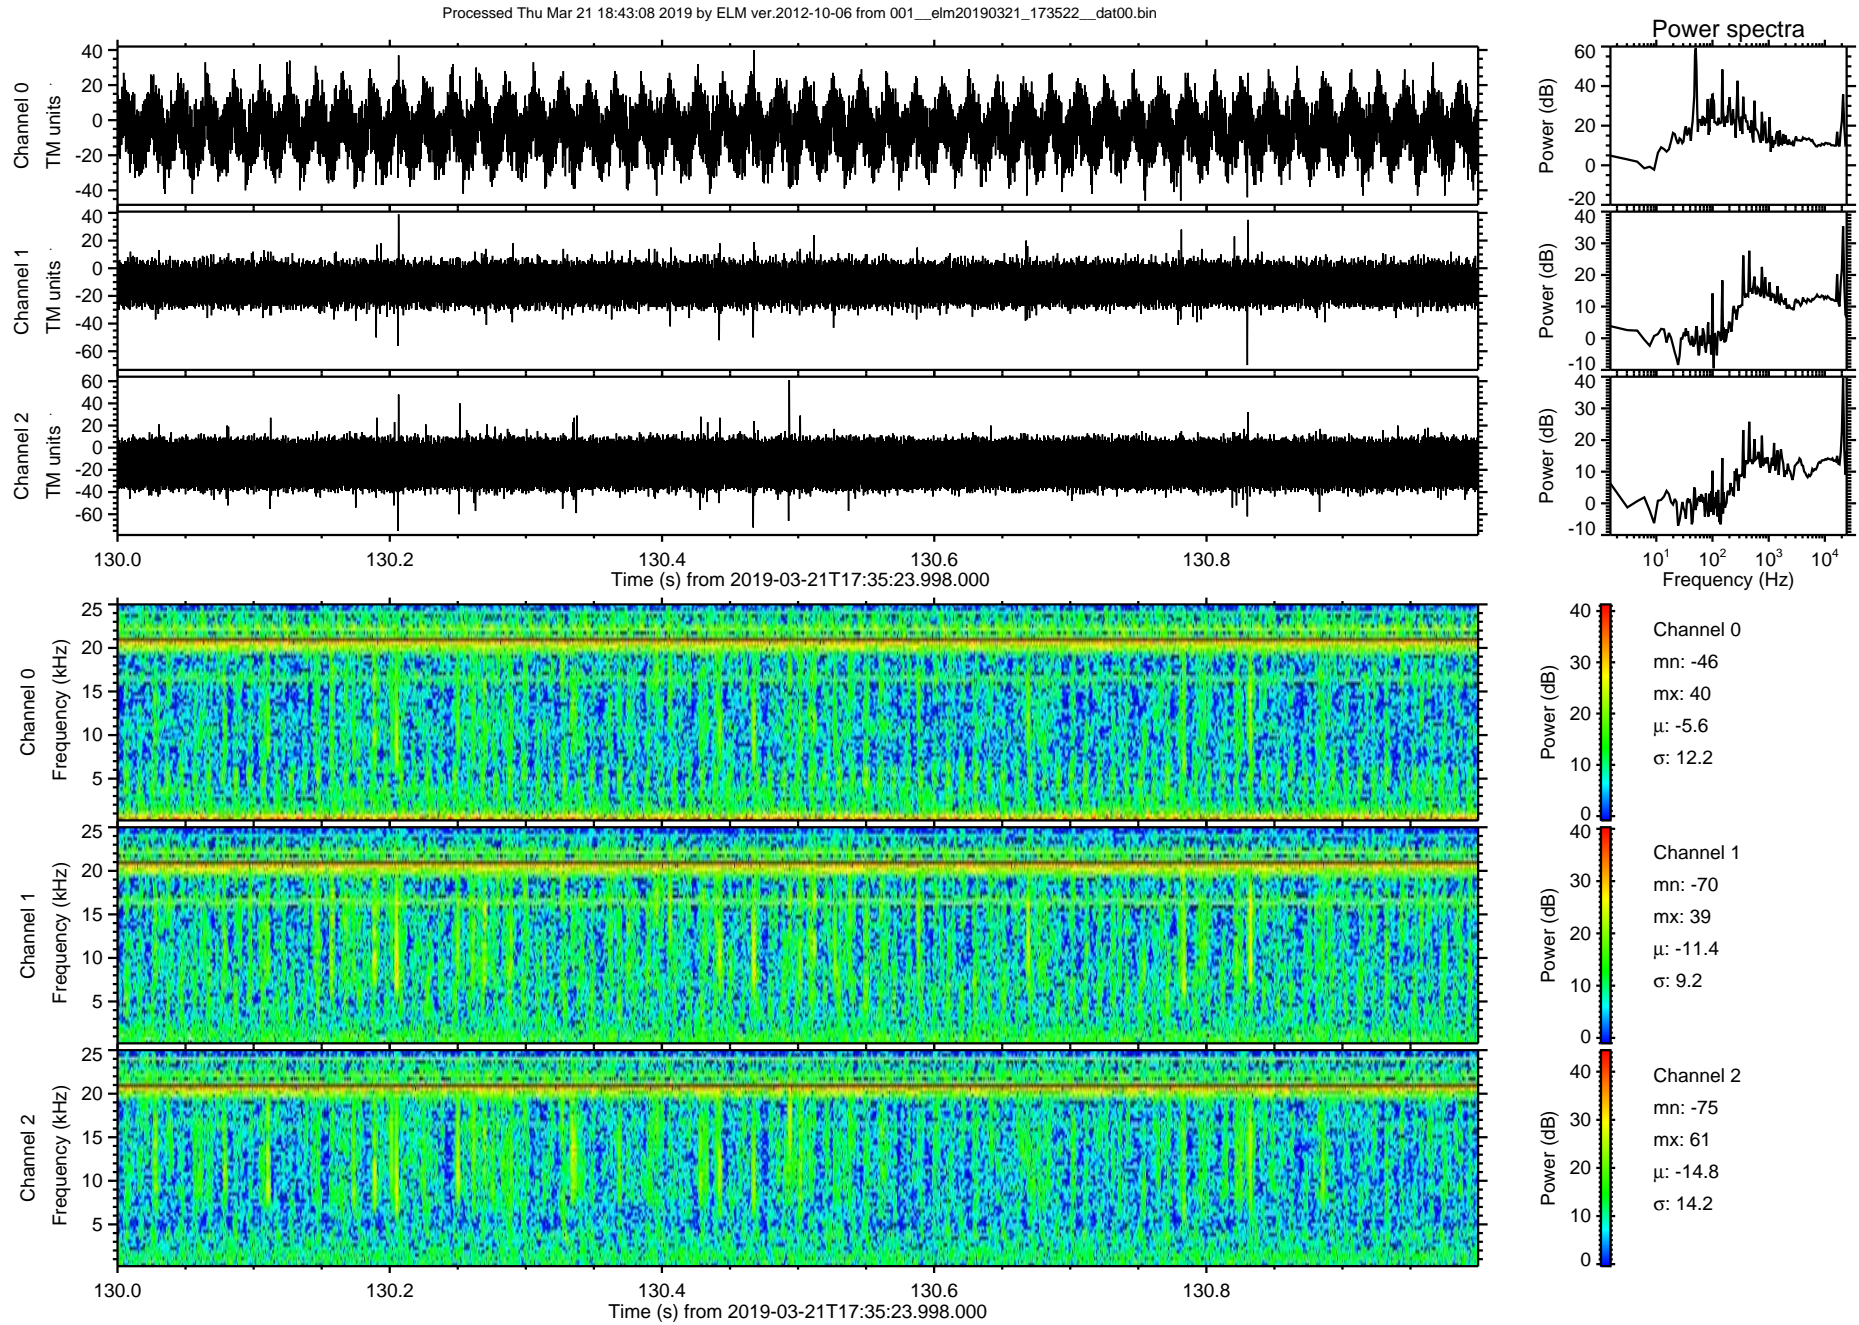 Processed Thu Mar 21 18:43:08 2019 by ELM ver.2012-10-06 from 001__elm20190321_173522__dat00.bin
Power spectra
Channel 0
TM units
40
20
0
-20
-40
Power (dB)
60
40
20
0
-20
Channel 1
TM units
40
20
0
-20
-40
-60
Power (dB)
40
30
20
10
0
-10
Channel 2
TM units
60
40
20
0
-20
-40
-60
Power (dB)
40
30
20
10
0
-10
130.0 130.2 130.4 130.6 130.8
Time (s) from 2019-03-21T17:35:23.998.000
10¹ 10² 10³ 10⁴
Frequency (Hz)
Channel 0
Frequency (kHz)
25
20
15
10
5
Power (dB)
40
30
20
10
0
Channel 0
mn: -46
mx: 40
μ: -5.6
σ: 12.2
Channel 1
Frequency (kHz)
25
20
15
10
5
Power (dB)
40
30
20
10
0
Channel 1
mn: -70
mx: 39
μ: -11.4
σ: 9.2
Channel 2
Frequency (kHz)
25
20
15
10
5
Power (dB)
40
30
20
10
0
Channel 2
mn: -75
mx: 61
μ: -14.8
σ: 14.2
130.0 130.2 130.4 130.6 130.8
Time (s) from 2019-03-21T17:35:23.998.000